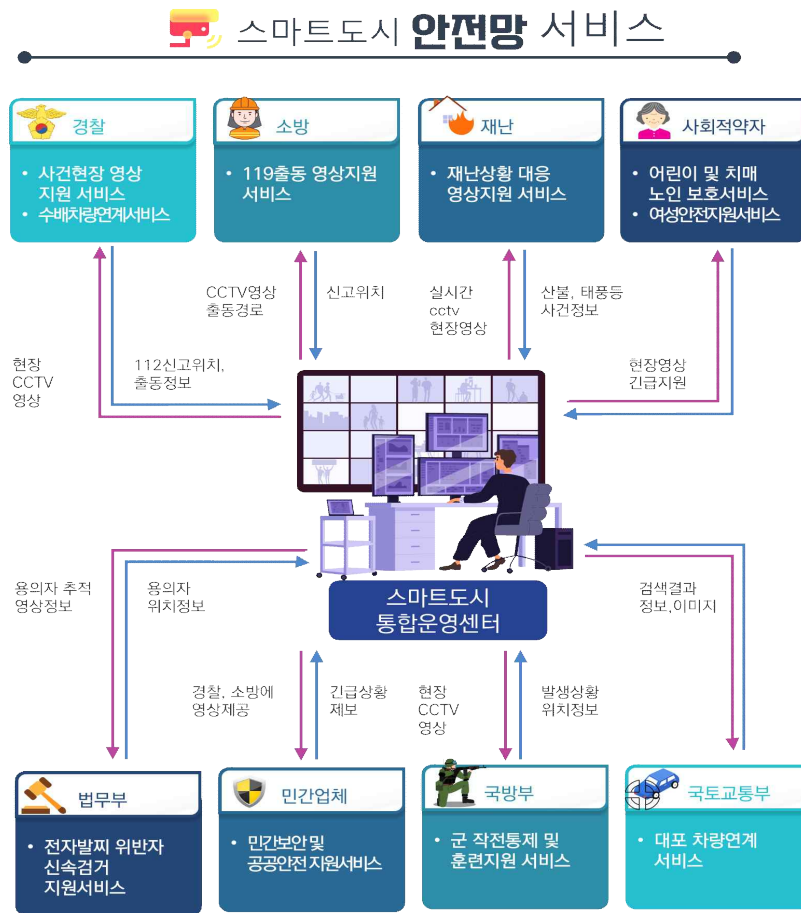 스마트도시 안전망 서비스
경찰
• 사건현장 영상
지원 서비스
• 수배차량연계서비스
소방
• 119출동 영상지원
서비스
재난
• 재난상황 대응
영상지원 서비스
사회적약자
• 어린이 및 치매
노인 보호서비스
• 여성안전지원서비스
현장
CCTV
영상
112신고위치,
출동정보
CCTV영상
출동경로
신고위치
실시간
cctv
현장영상
산불, 태풍등
사건정보
현장영상
긴급지원
스마트도시
통합운영센터
용의자 추적
영상정보
용의자
위치정보
경찰, 소방에
영상제공
긴급상황
제보
현장
CCTV
영상
발생상황
위치정보
검색결과
정보,이미지
법무부
• 전자발찌 위반자
신속검거
지원서비스
민간업체
• 민간보안 및
공공안전 지원서비스
국방부
• 군 작전통제 및
훈련지원 서비스
국토교통부
• 대포 차량연계
서비스